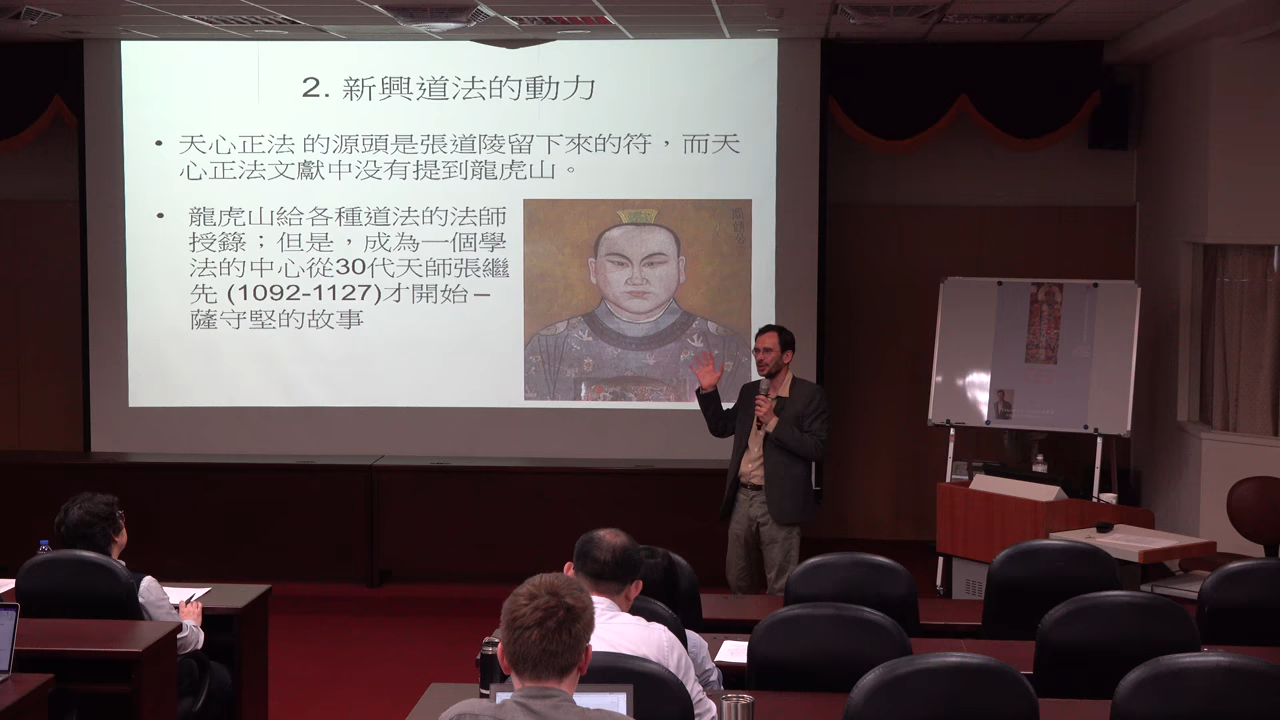 2. 新興道法的動力
• 天心正法 的源頭是張道陵留下來的符，而天
心正法文獻中没有提到龍虎山。
• 龍虎山給各種道法的法師
授籙；但是，成為一個學
法的中心從30代天師張繼
先 (1092-1127)才開始 –
薩守堅的故事